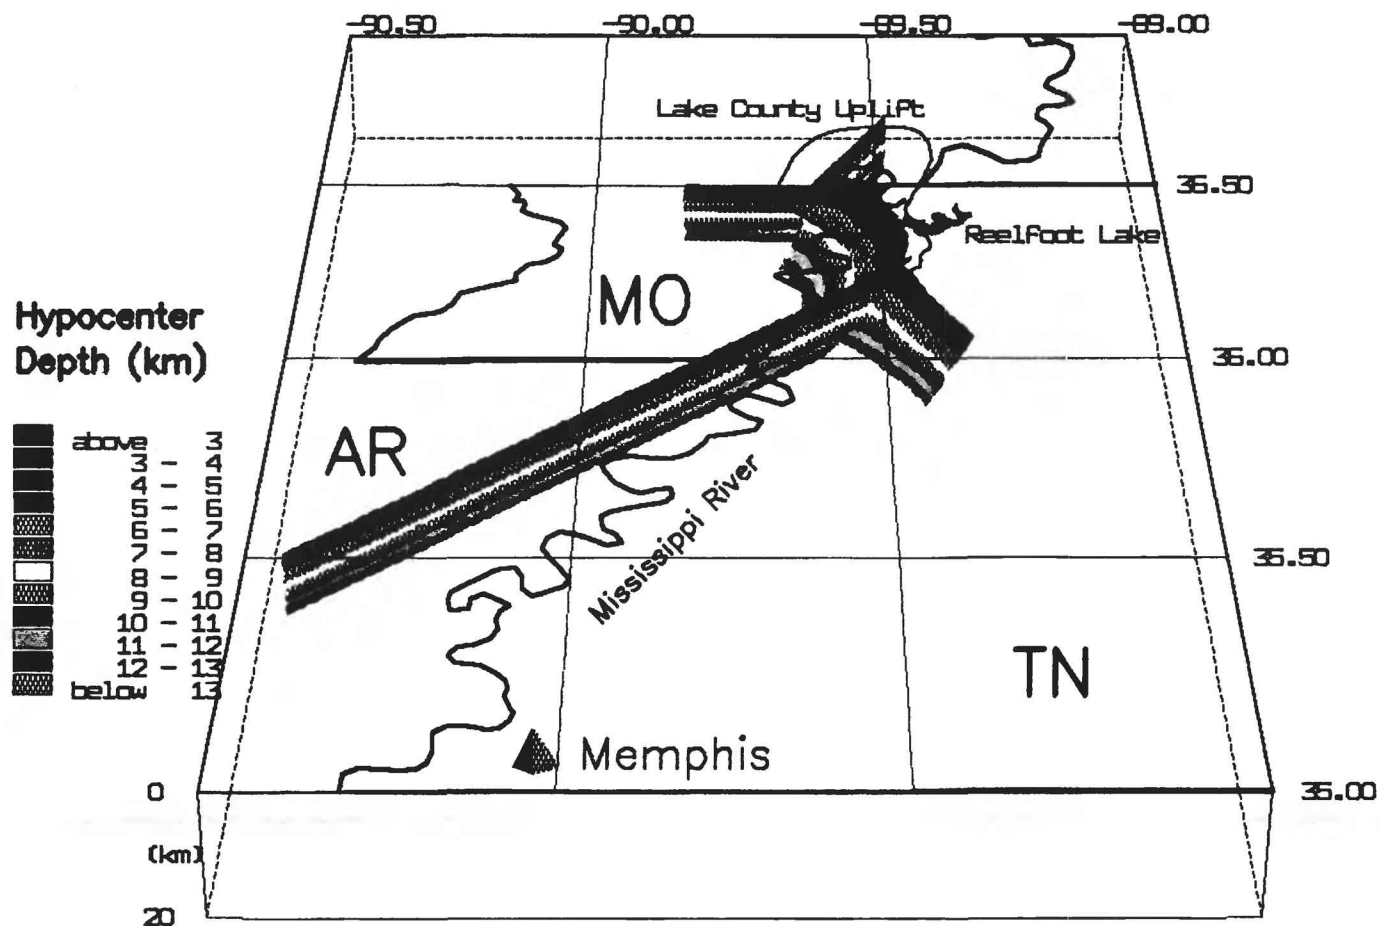 -90.50 -90.00 -89.50 -89.00
Lake County Uplift
36.50
Reelfoot Lake
MO
Hypocenter
Depth (km)
36.00
above 3
3 - 4
4 - 5
5 - 6
6 - 7
7 - 8
8 - 9
9 - 10
10 - 11
11 - 12
12 - 13
below 13
AR
Mississippi River
35.50
TN
Memphis
0
35.00
(km)
20